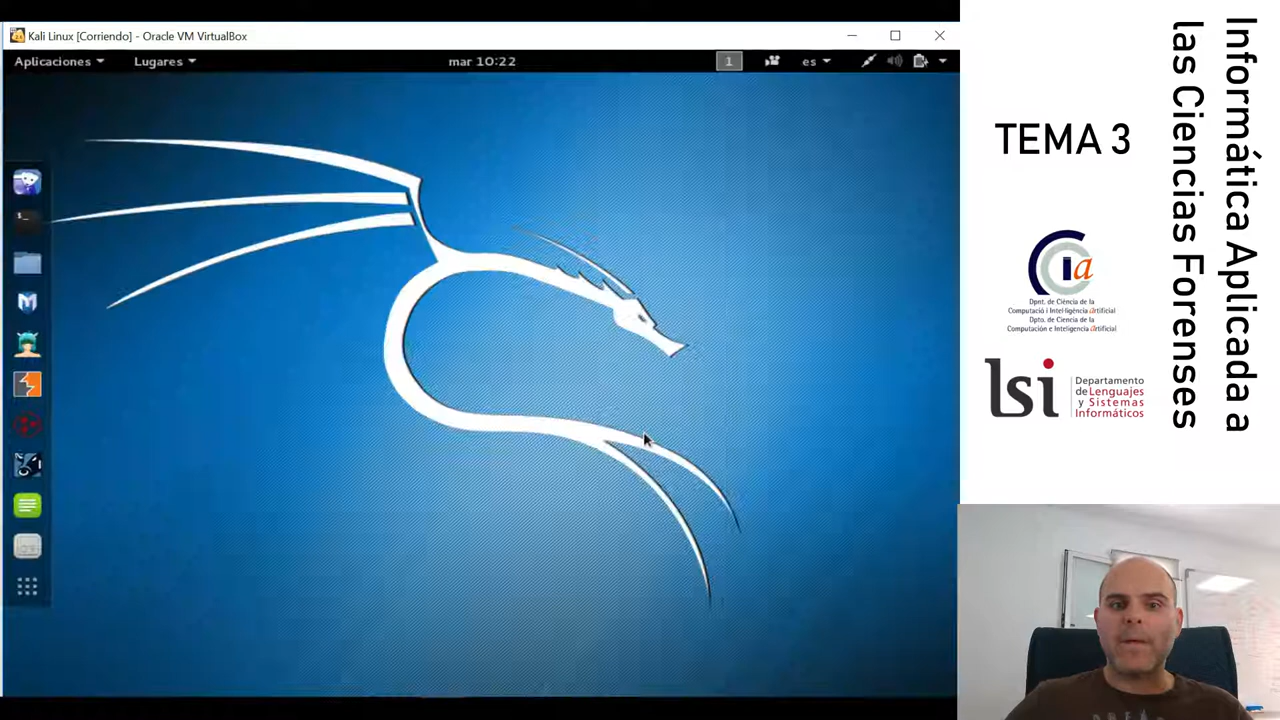 Kali Linux [Corriendo] - Oracle VM VirtualBox
Aplicaciones
Lugares
mar 10:22
1
es
TEMA 3
Informática Aplicada a
las Ciencias Forenses
Dpnt. de Ciència de la
Computació i Intel·ligència artificial
Dpto. de Ciencia de la
Computación e Inteligencia artificial
lsi
Departamento
de Lenguajes
y Sistemas
Informáticos